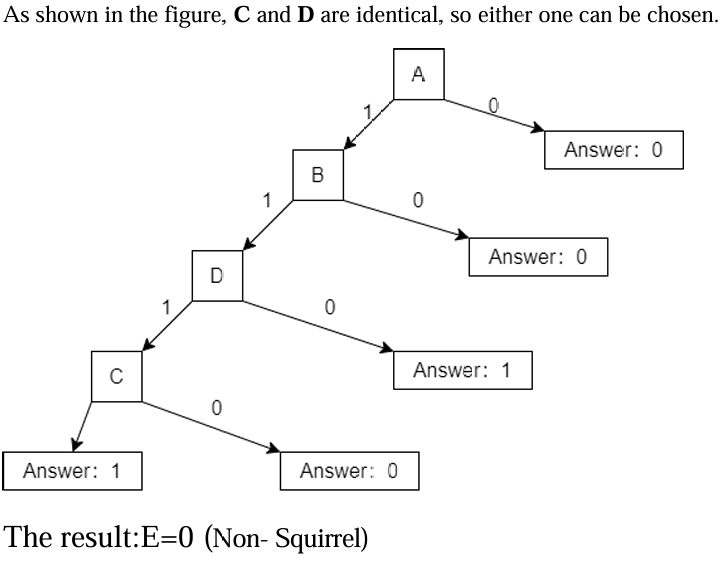 As shown in the figure, C and D are identical, so either one can be chosen.
A
1
0
Answer: 0
B
1
0
Answer: 0
D
1
0
Answer: 1
C
0
Answer: 1
Answer: 0
The result:E=0 (Non- Squirrel)